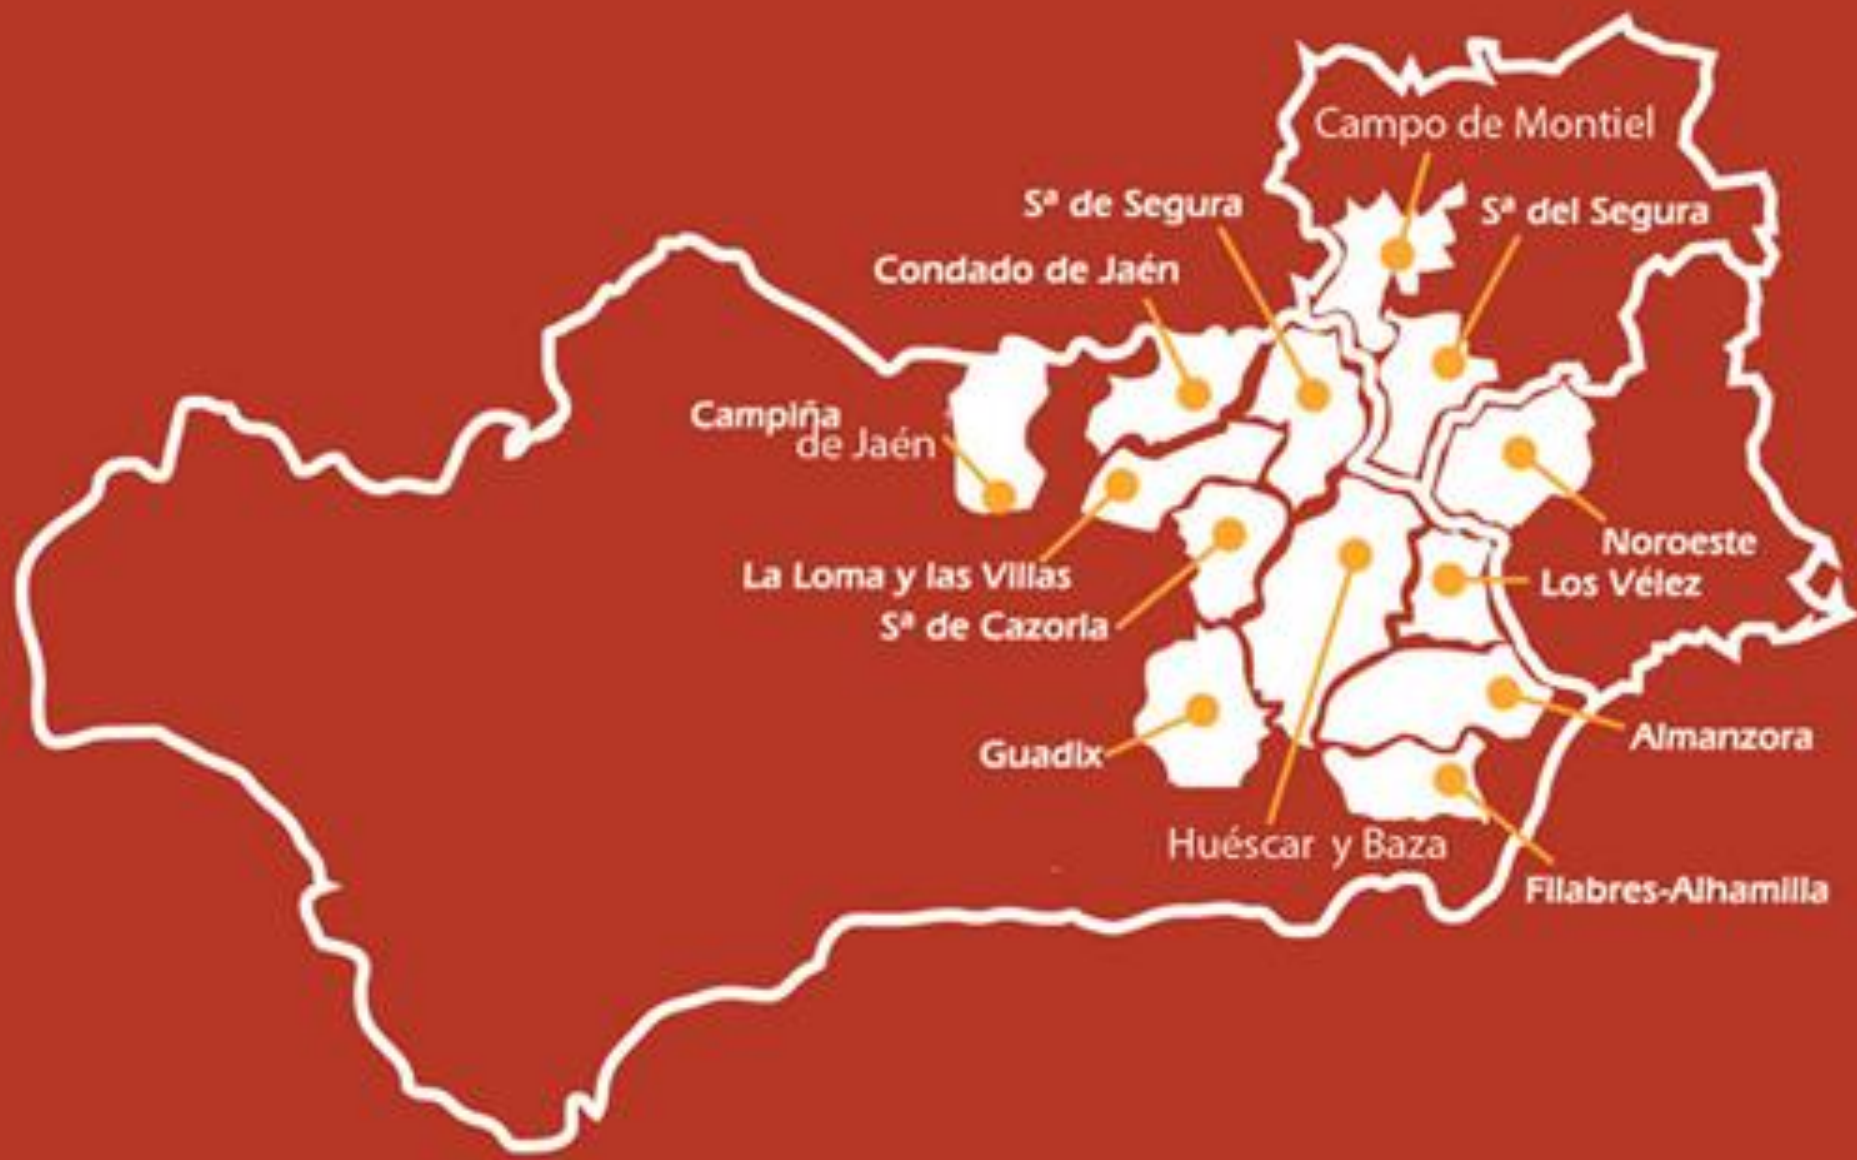 Campo de Montiel
Sª de Segura
Sª del Segura
Condado de Jaén
Campiña
de Jaén
Noroeste
La Loma y las Villas
Los Vélez
Sª de Cazorla
Almanzora
Guadix
Huéscar y Baza
Filabres-Alhamilla